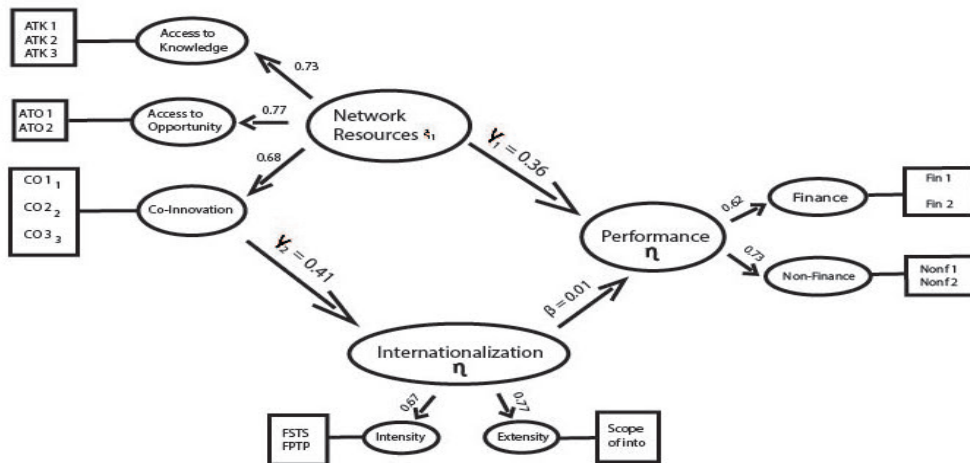 ATK 1
ATK 2
ATK 3
Access to
Knowledge
0.73
ATO 1
ATO 2
Access to
Opportunity
0.77
Network
Resources
0.68
CO 1 1
CO 2 2
CO 3 3
Co-Innovation
γ1 = 0.36
γ2 = 0.41
Performance
η
0.62
Finance
Fin 1
Fin 2
0.73
Non-Finance
Nonf 1
Nonf 2
β = 0.01
Internationalization
η
0.67
0.77
FSTS
FPTP
Intensity
Extensity
Scope
of into